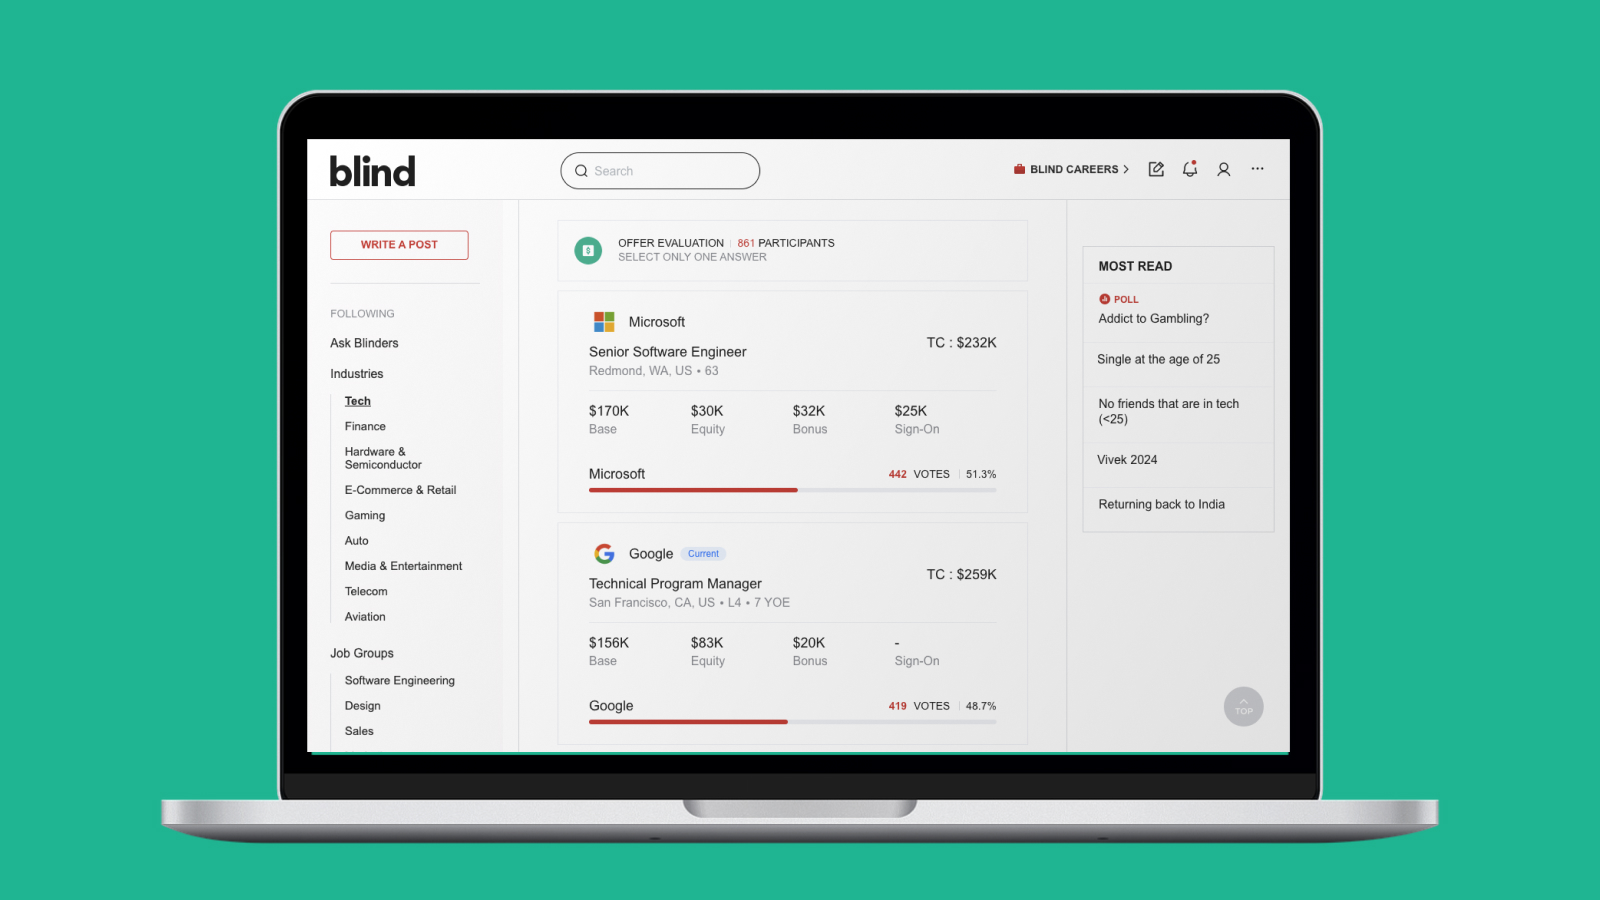 blind
Search
BLIND CAREERS
WRITE A POST
FOLLOWING
Ask Blinders
Industries
Tech
Finance
Hardware &
Semiconductor
E-Commerce & Retail
Gaming
Auto
Media & Entertainment
Telecom
Aviation
Job Groups
Software Engineering
Design
Sales
OFFER EVALUATION | 861 PARTICIPANTS
SELECT ONLY ONE ANSWER
Microsoft
TC : $232K
Senior Software Engineer
Redmond, WA, US • 63
$170K $30K $32K $25K
Base Equity Bonus Sign-On
Microsoft 442 VOTES | 51.3%
Google Current
TC : $259K
Technical Program Manager
San Francisco, CA, US • L4 • 7 YOE
$156K $83K $20K -
Base Equity Bonus Sign-On
Google 419 VOTES | 48.7%
MOST READ
POLL
Addict to Gambling?
Single at the age of 25
No friends that are in tech
(<25)
Vivek 2024
Returning back to India
TOP